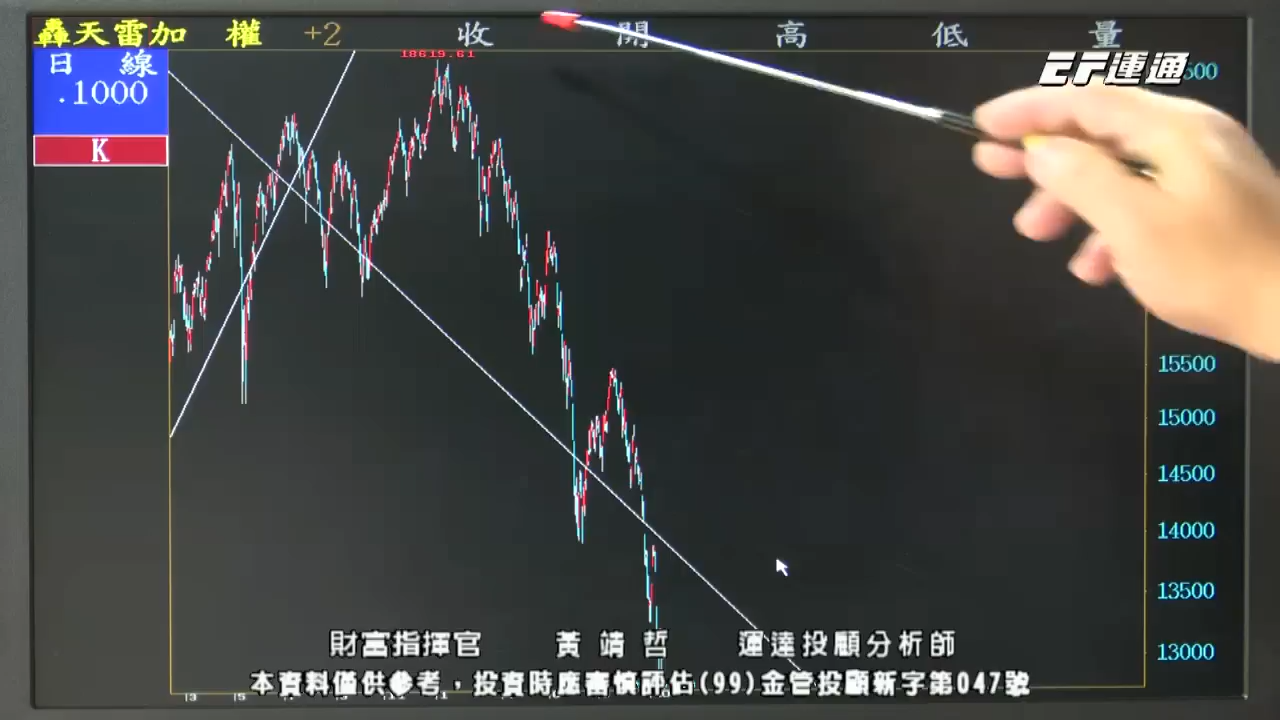 轟天雷加 權 +2 收 開 高 低 量
日 線
.1000
K
18619.61
EF運通
500
15500
15000
14500
14000
13500
13000
財富指揮官 黃靖哲 運達投顧分析師
本資料僅供參考，投資時應審慎評估(99)金管投顧新字第047號